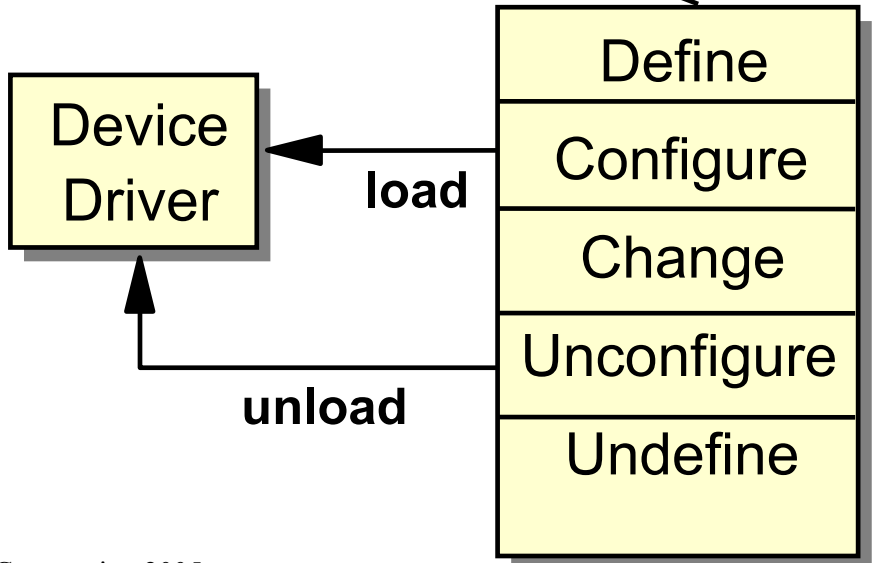 Define
Device
Driver
Configure
load
Change
Unconfigure
unload
Undefine